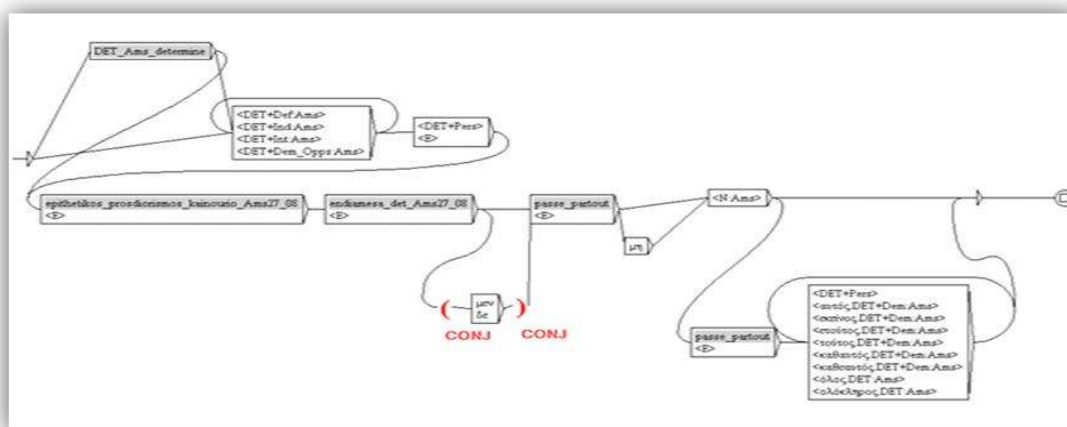 DET_Ams_determine
<DET+Def:Ams>
<DET+Ind:Ams>
<DET+Int:Ams>
<DET+Dem_Opps:Ams>
<DET+Pers>
<E>
epithetikos_prosdiorismos_kainourio_Ams27_08
<E>
endiamesa_det_Ams27_08
<E>
passe_partout
<E>
μη
<N:Ams>
(
μεν
δε
)
CONJ
CONJ
passe_partout
<E>
<DET+Pers>
<αυτός,DET+Dem:Ams>
<εκείνος,DET+Dem:Ams>
<ετούτος,DET+Dem:Ams>
<τούτος,DET+Dem:Ams>
<καθαυτός,DET+Dem:Ams>
<καθεαυτός,DET+Dem:Ams>
<όλος,DET:Ams>
<ολόκληρος,DET:Ams>